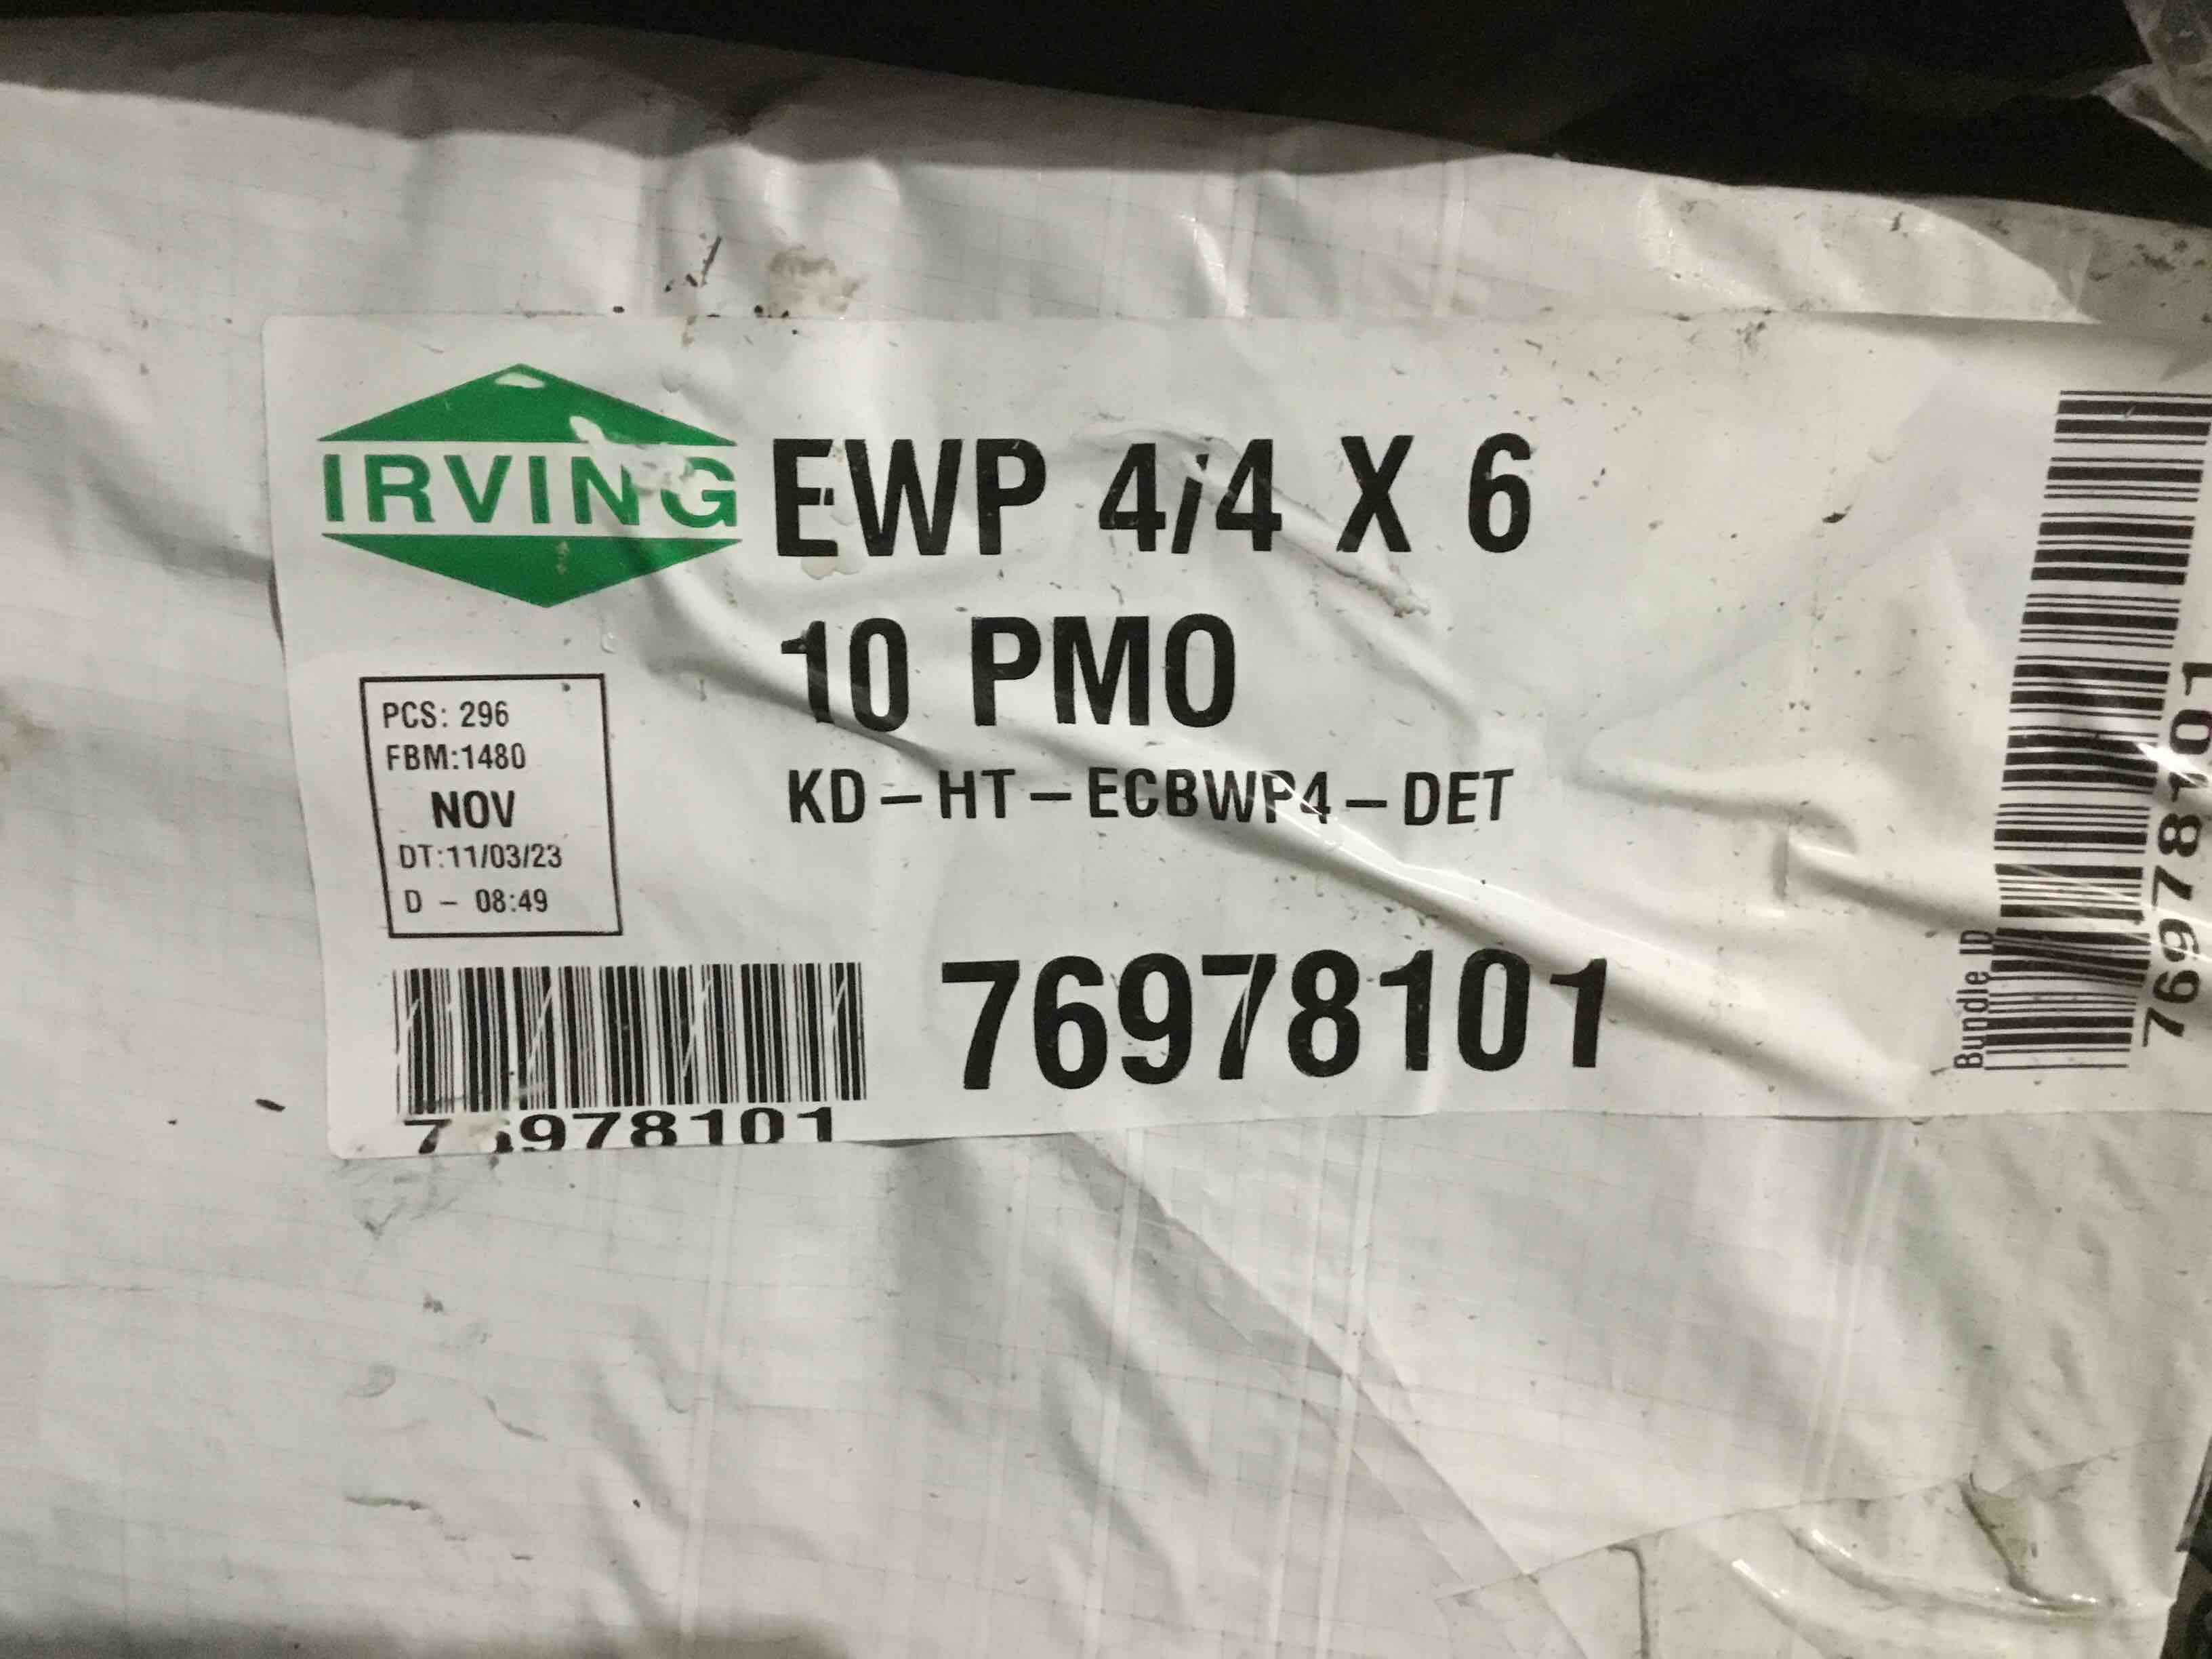 IRVING
EWP 4/4 X 6
10 PMO
KD-HT-ECBWP4-DET
PCS: 296
FBM:1480
NOV
DT:11/03/23
D - 08:49
76978101
76978101
Bundle ID
76978101